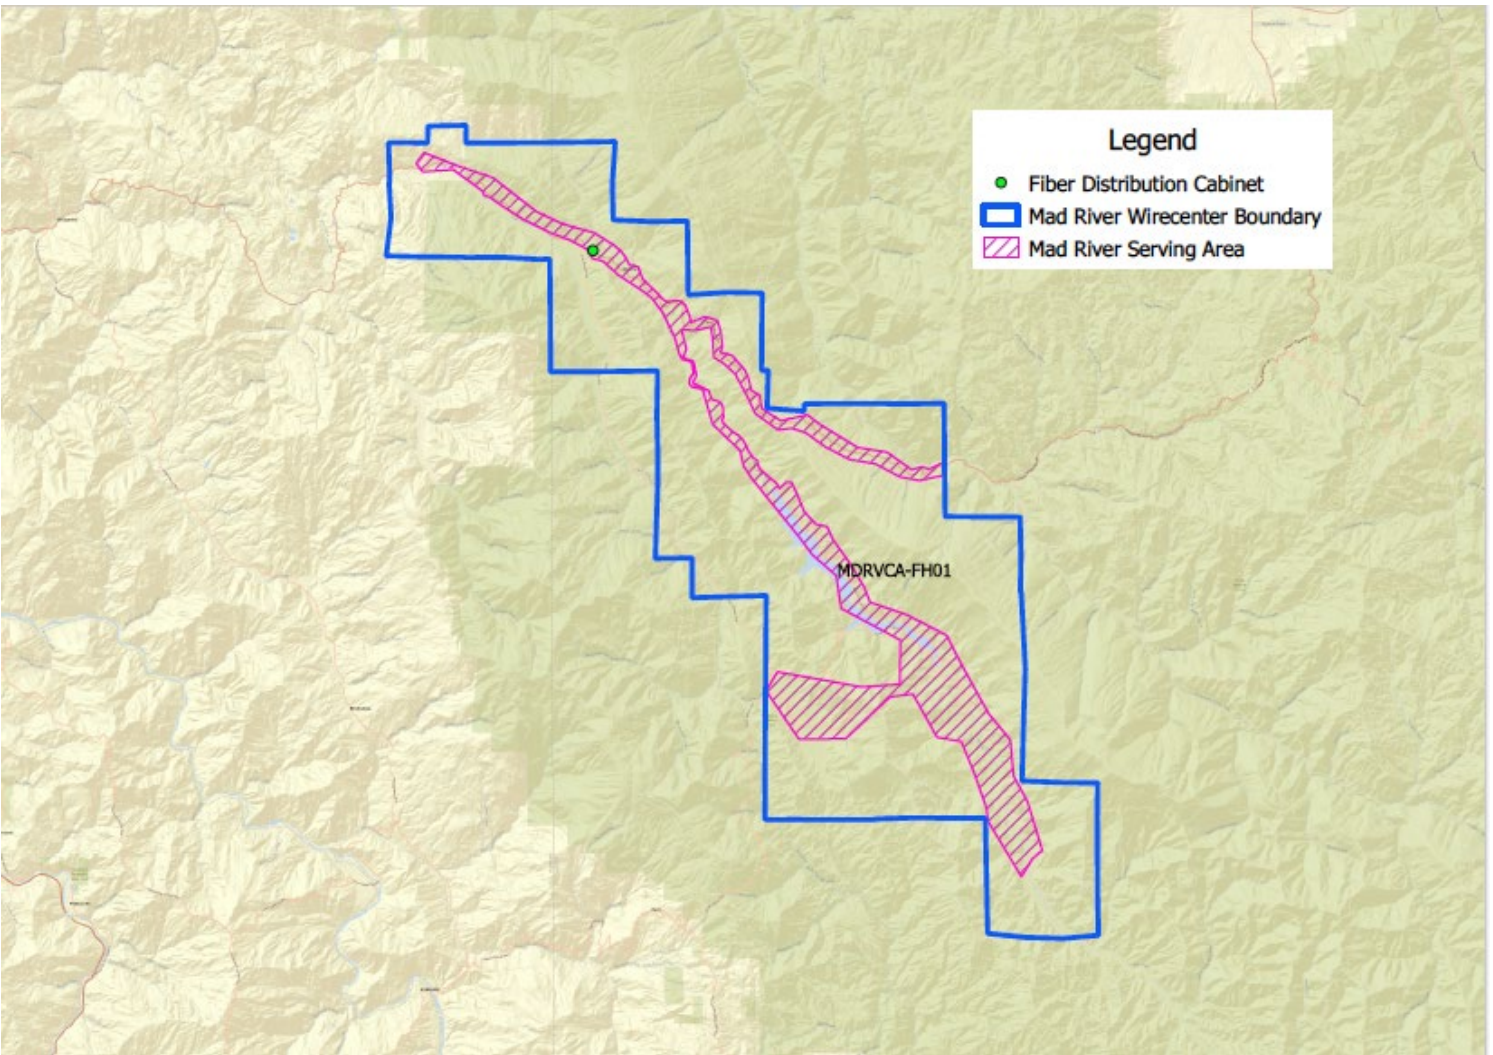 Legend
Fiber Distribution Cabinet
Mad River Wirecenter Boundary
Mad River Serving Area
MDRVCA-FH01